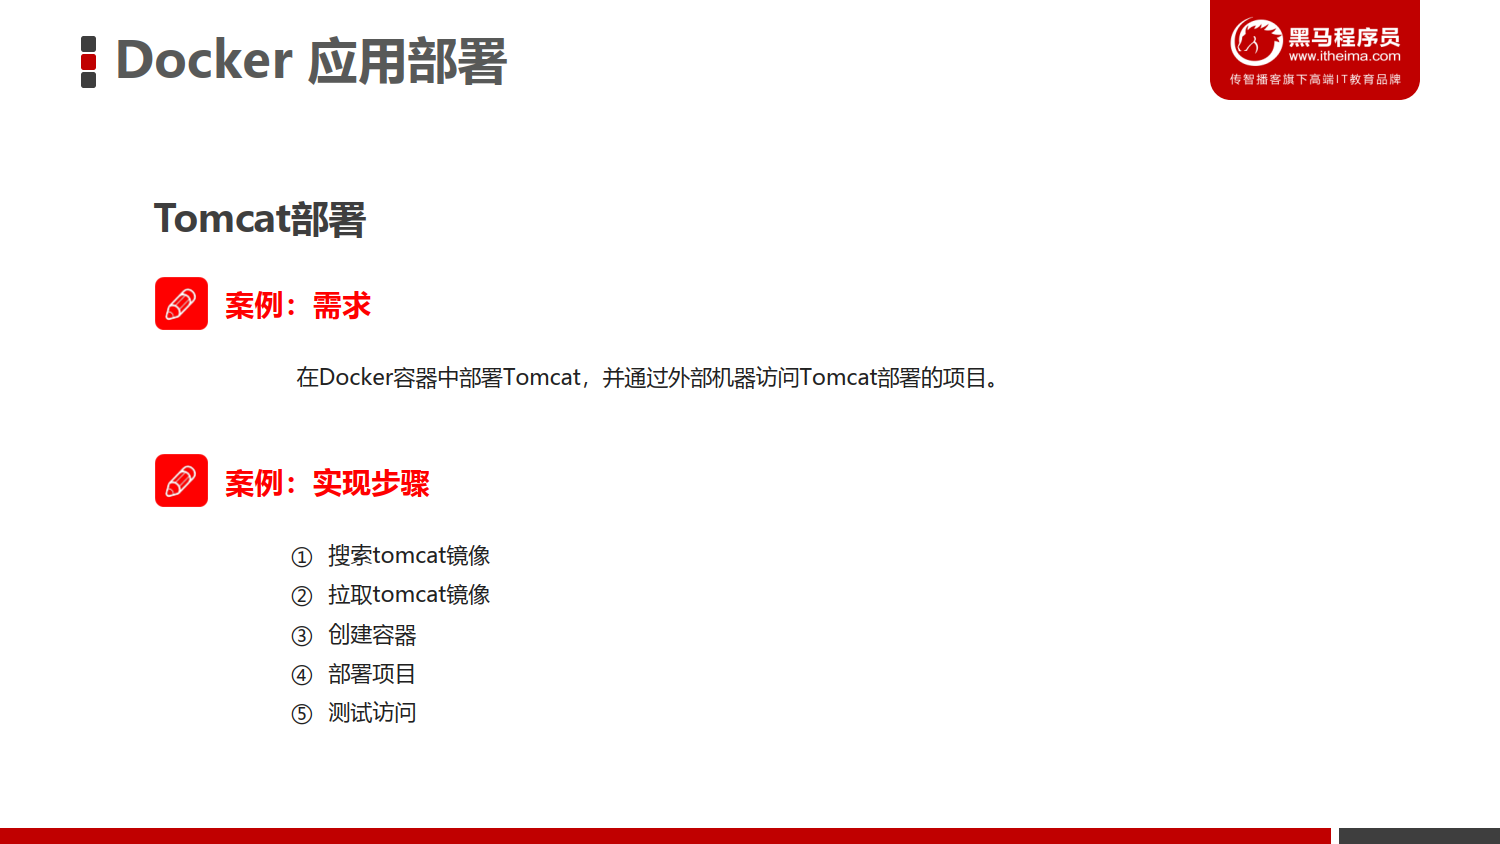 Docker 应用部署
黑马程序员
www.itheima.com
传智播客旗下高端IT教育品牌
Tomcat部署
案例：需求
在Docker容器中部署Tomcat，并通过外部机器访问Tomcat部署的项目。
案例：实现步骤
① 搜索tomcat镜像
② 拉取tomcat镜像
③ 创建容器
④ 部署项目
⑤ 测试访问